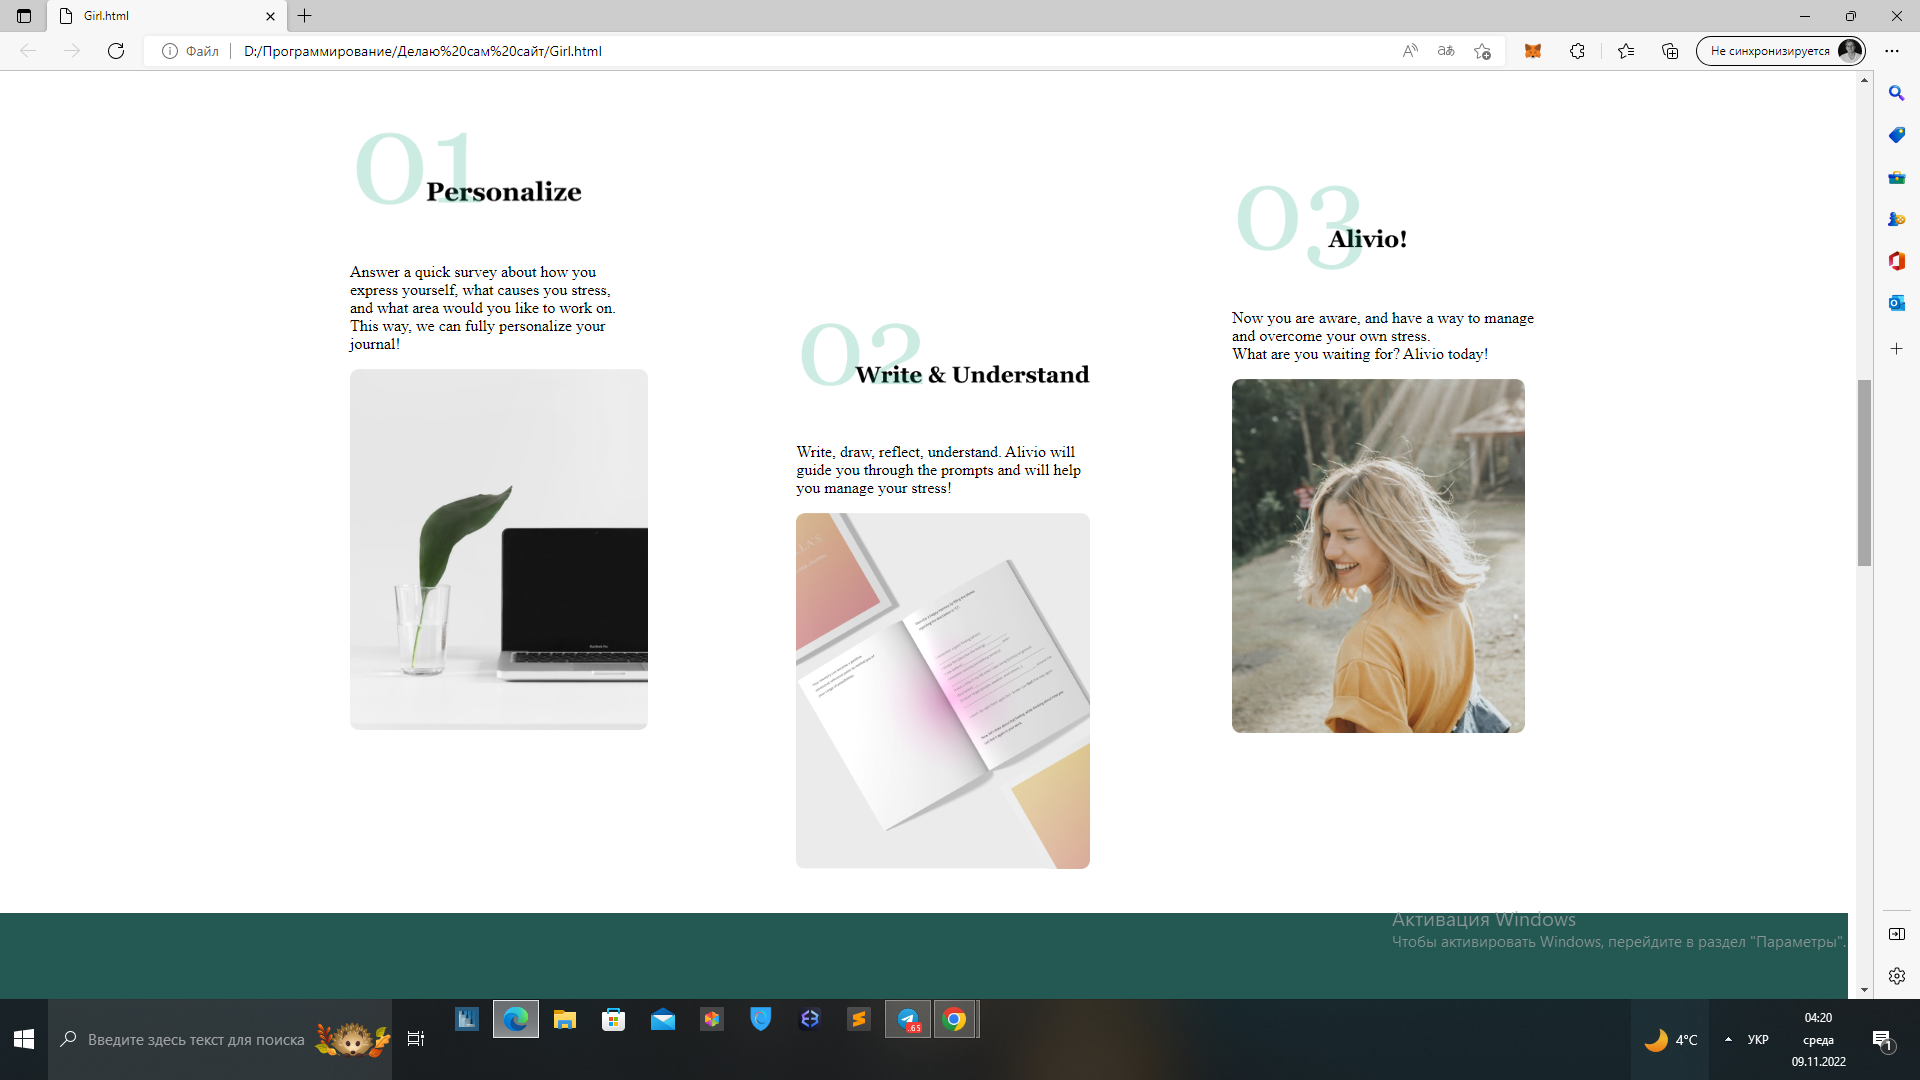 Girl.html
Файл
D:/Программирование/Делаю%20сам%20сайт/Girl.html
Не синхронизируется
01
Personalize
Answer a quick survey about how you
express yourself, what causes you stress,
and what area would you like to work on.
This way, we can fully personalize your
journal!
02
Write & Understand
Write, draw, reflect, understand. Alivio will
guide you through the prompts and will help
you manage your stress!
03
Alivio!
Now you are aware, and have a way to manage
and overcome your own stress.
What are you waiting for? Alivio today!
Активация Windows
Чтобы активировать Windows, перейдите в раздел "Параметры".
Введите здесь текст для поиска
.65
4°C
УКР
04:20
среда
09.11.2022
1